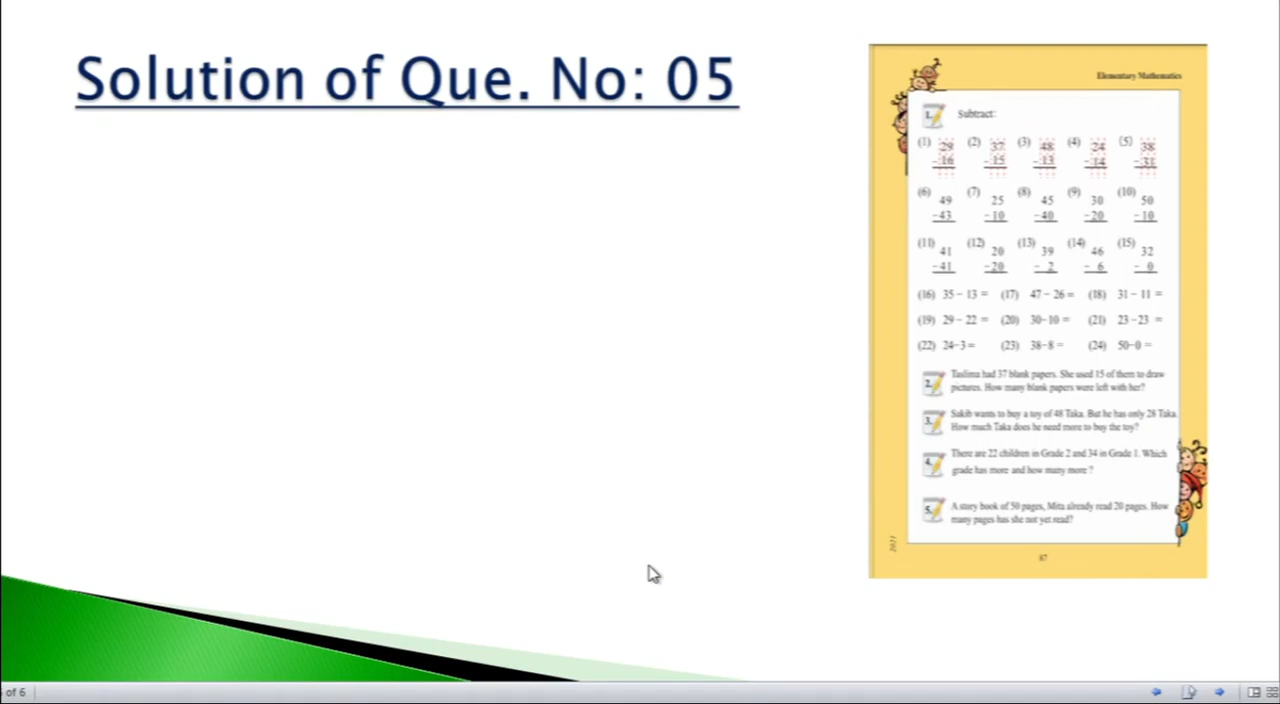 Solution of Que. No: 05
Elementary Mathematics
1. Subtract:
(1) 29 (2) 37 (3) 48 (4) 24 (5) 38
-16 -15 -13 -14 -31
(6) 49 (7) 25 (8) 45 (9) 30 (10) 50
-43 -10 -40 -20 -10
(11) 41 (12) 20 (13) 39 (14) 46 (15) 32
-41 -20 - 2 - 6 - 0
(16) 35 - 13 = (17) 47 - 26 = (18) 31 - 11 =
(19) 29 - 22 = (20) 30-10 = (21) 23 -23 =
(22) 24-3 = (23) 38-8 = (24) 50-0 =
2. Taslima had 37 blank papers. She used 15 of them to draw
pictures. How many blank papers were left with her?
3. Sakib wants to buy a toy of 48 Taka. But he has only 28 Taka.
How much Taka does he need more to buy the toy?
4. There are 22 children in Grade 2 and 34 in Grade 1. Which
grade has more and how many more ?
5. A story book of 50 pages, Mita already read 20 pages. How
many pages has she not yet read?
2021
87
of 6